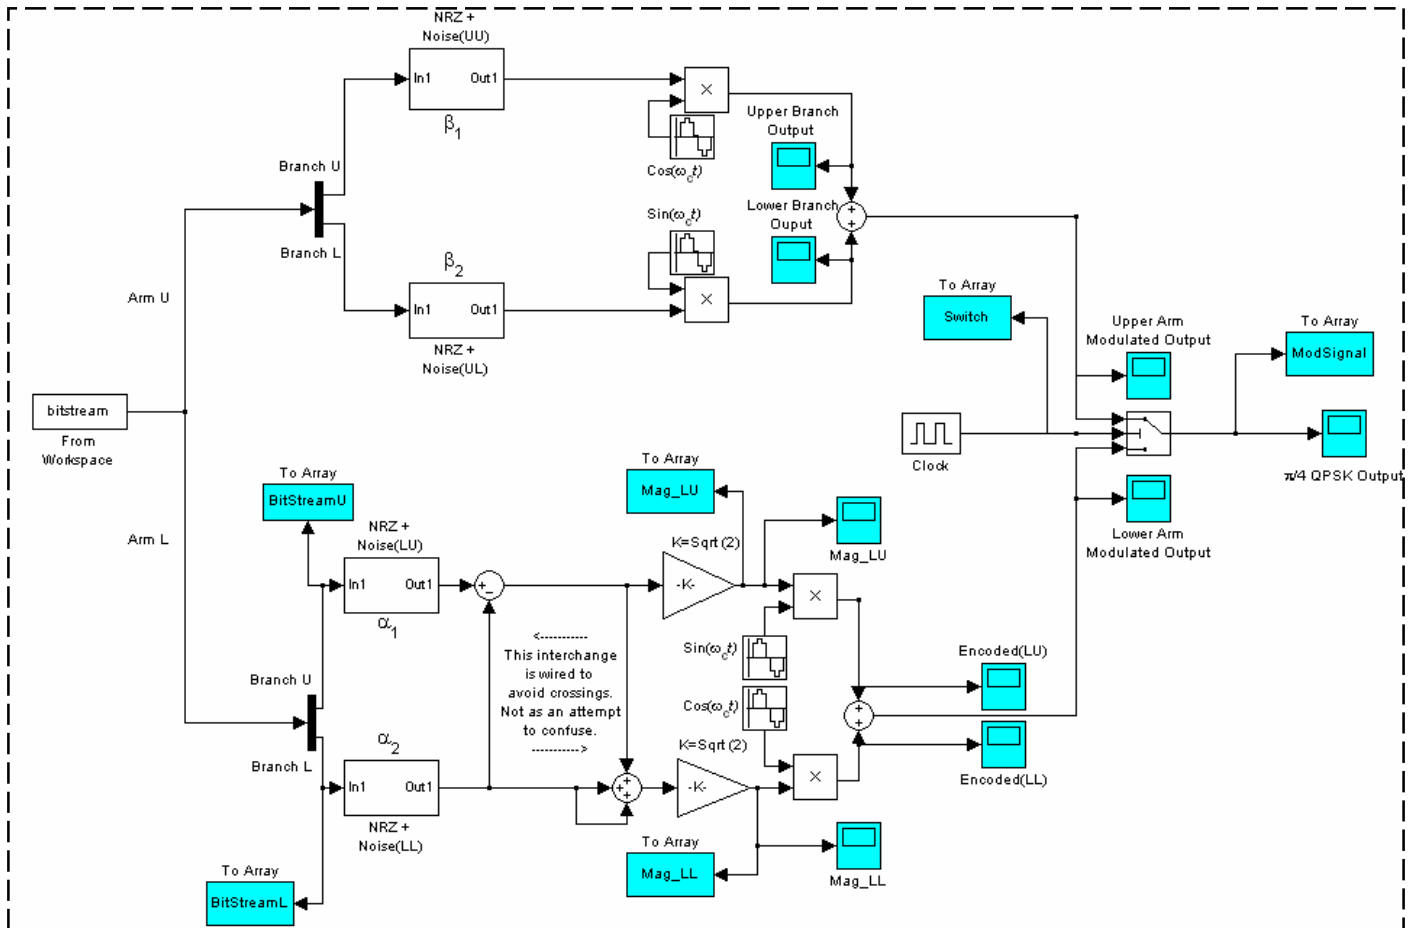 NRZ +
Noise(UU)
In1 Out1
β1
Branch U
Branch L
×
Cos(ωct)
Upper Branch
Output
Sin(ωct)
Lower Branch
Ouput
+
+
β2
In1 Out1
NRZ +
Noise(UL)
×
Arm U
To Array
Switch
Upper Arm
Modulated Output
To Array
ModSignal
bitstream
From
Workspace
Clock
π/4 QPSK Output
Lower Arm
Modulated Output
Arm L
To Array
BitStreamU
NRZ +
Noise(LU)
In1 Out1
α1
+
−
To Array
Mag_LU
K=Sqrt (2)
-K-
Mag_LU
×
<----------
This interchange
is wired to
avoid crossings.
Not as an attempt
to confuse.
---------->
Sin(ωct)
Cos(ωct)
Encoded(LU)
+
+
Encoded(LL)
Branch U
Branch L
α2
In1 Out1
NRZ +
Noise(LL)
+
+
+
K=Sqrt (2)
-K-
×
To Array
Mag_LL
Mag_LL
To Array
BitStreamL